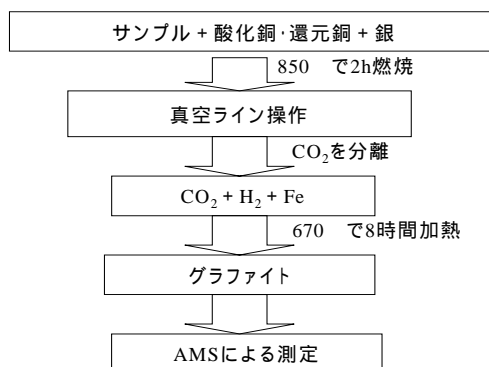 サンプル + 酸化銅･還元銅 + 銀
850　で2h燃焼
真空ライン操作
CO₂を分離
CO₂ + H₂ + Fe
670　で8時間加熱
グラファイト
AMSによる測定